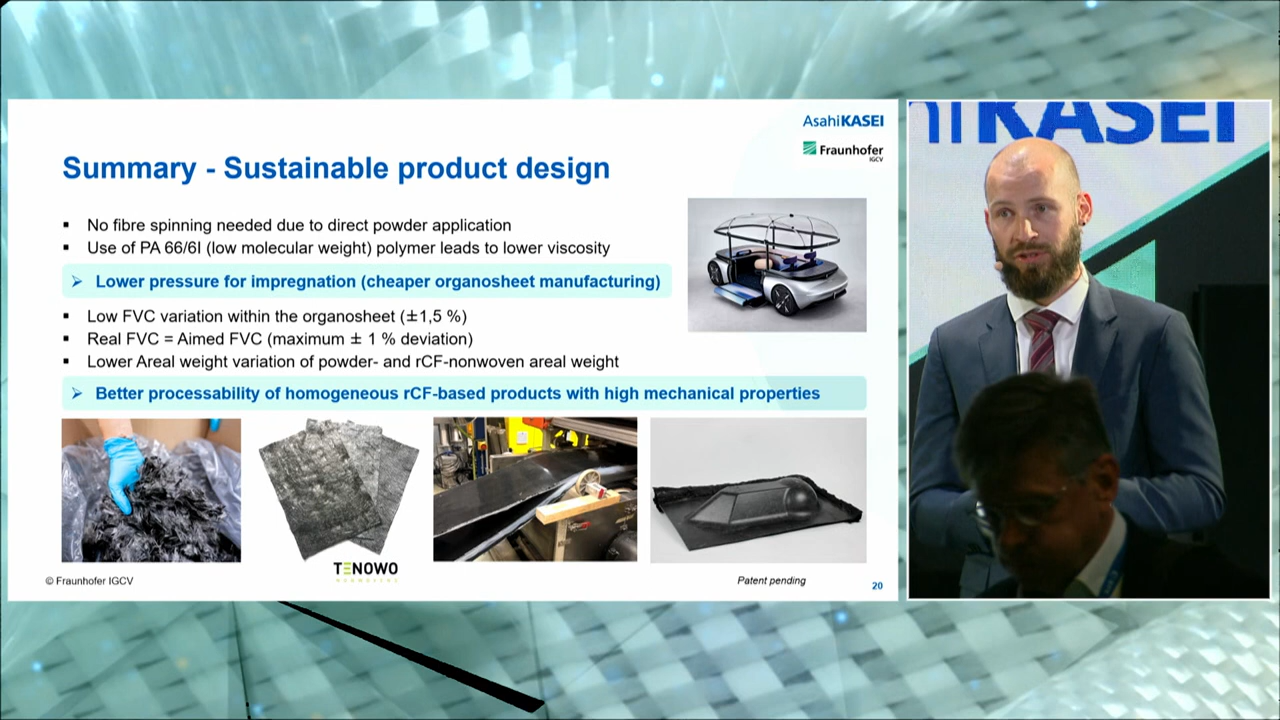 AsahiKASEI
Fraunhofer
IGCV
Summary - Sustainable product design
▪ No fibre spinning needed due to direct powder application
▪ Use of PA 66/6I (low molecular weight) polymer leads to lower viscosity
➢ Lower pressure for impregnation (cheaper organosheet manufacturing)
▪ Low FVC variation within the organosheet (±1,5 %)
▪ Real FVC = Aimed FVC (maximum ± 1 % deviation)
▪ Lower Areal weight variation of powder- and rCF-nonwoven areal weight
➢ Better processability of homogeneous rCF-based products with high mechanical properties
TENOWO
© Fraunhofer IGCV
Patent pending
20
hi KASEI